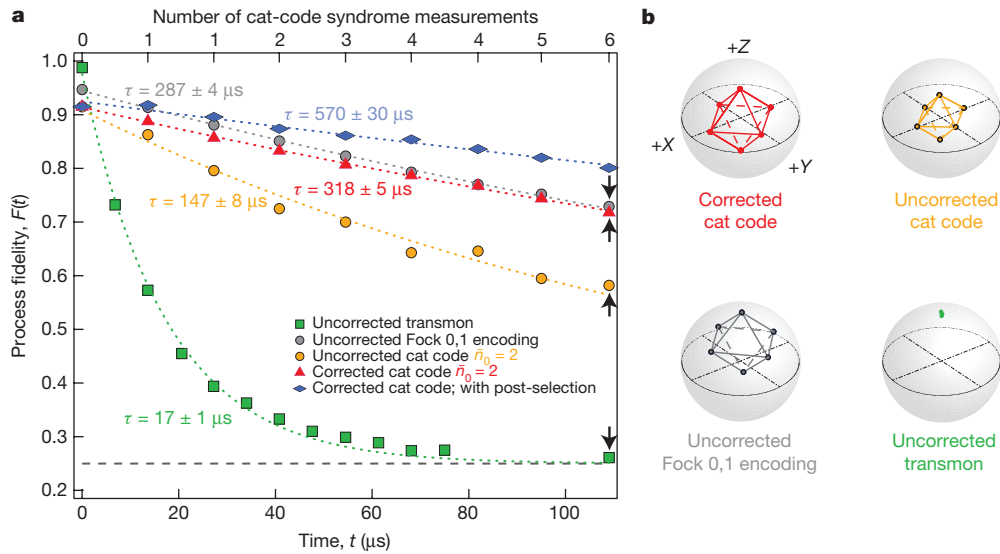 a
Number of cat-code syndrome measurements
0 1 1 2 3 4 4 5 6
1.0
0.9
0.8
0.7
0.6
0.5
0.4
0.3
0.2
Process fidelity, F(t)
τ = 287 ± 4 μs
τ = 570 ± 30 μs
τ = 318 ± 5 μs
τ = 147 ± 8 μs
τ = 17 ± 1 μs
Uncorrected transmon
Uncorrected Fock 0,1 encoding
Uncorrected cat code n̄₀ = 2
Corrected cat code n̄₀ = 2
Corrected cat code; with post-selection
0 20 40 60 80 100
Time, t (μs)
b
+Z
+X
+Y
Corrected
cat code
Uncorrected
cat code
Uncorrected
Fock 0,1 encoding
Uncorrected
transmon